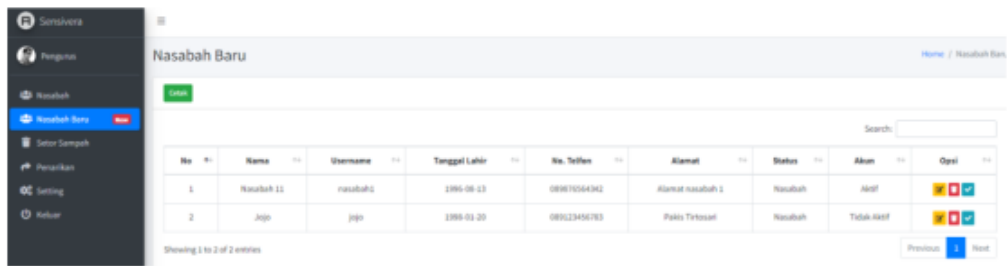 Sensivera
Pengurus
Nasabah
Nasabah Baru New
Setor Sampah
Penarikan
Setting
Keluar
Nasabah Baru
Home / Nasabah Baru
Cetak
Search:
No Nama Username Tanggal Lahir No. Telfon Alamat Status Akun Opsi
1 Nasabah 11 nasabah1 1996-08-13 089876564342 Alamat nasabah 1 Nasabah Aktif
2 Jojo jojo 1988-01-20 089123456783 Pakis Tirtosari Nasabah Tidak Aktif
Showing 1 to 2 of 2 entries
Previous 1 Next